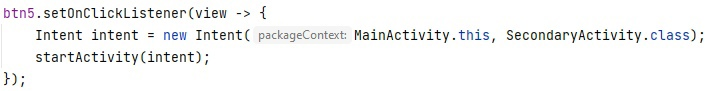 btn5.setOnClickListener(view -> {
    Intent intent = new Intent( packageContext: MainActivity.this, SecondaryActivity.class);
    startActivity(intent);
});